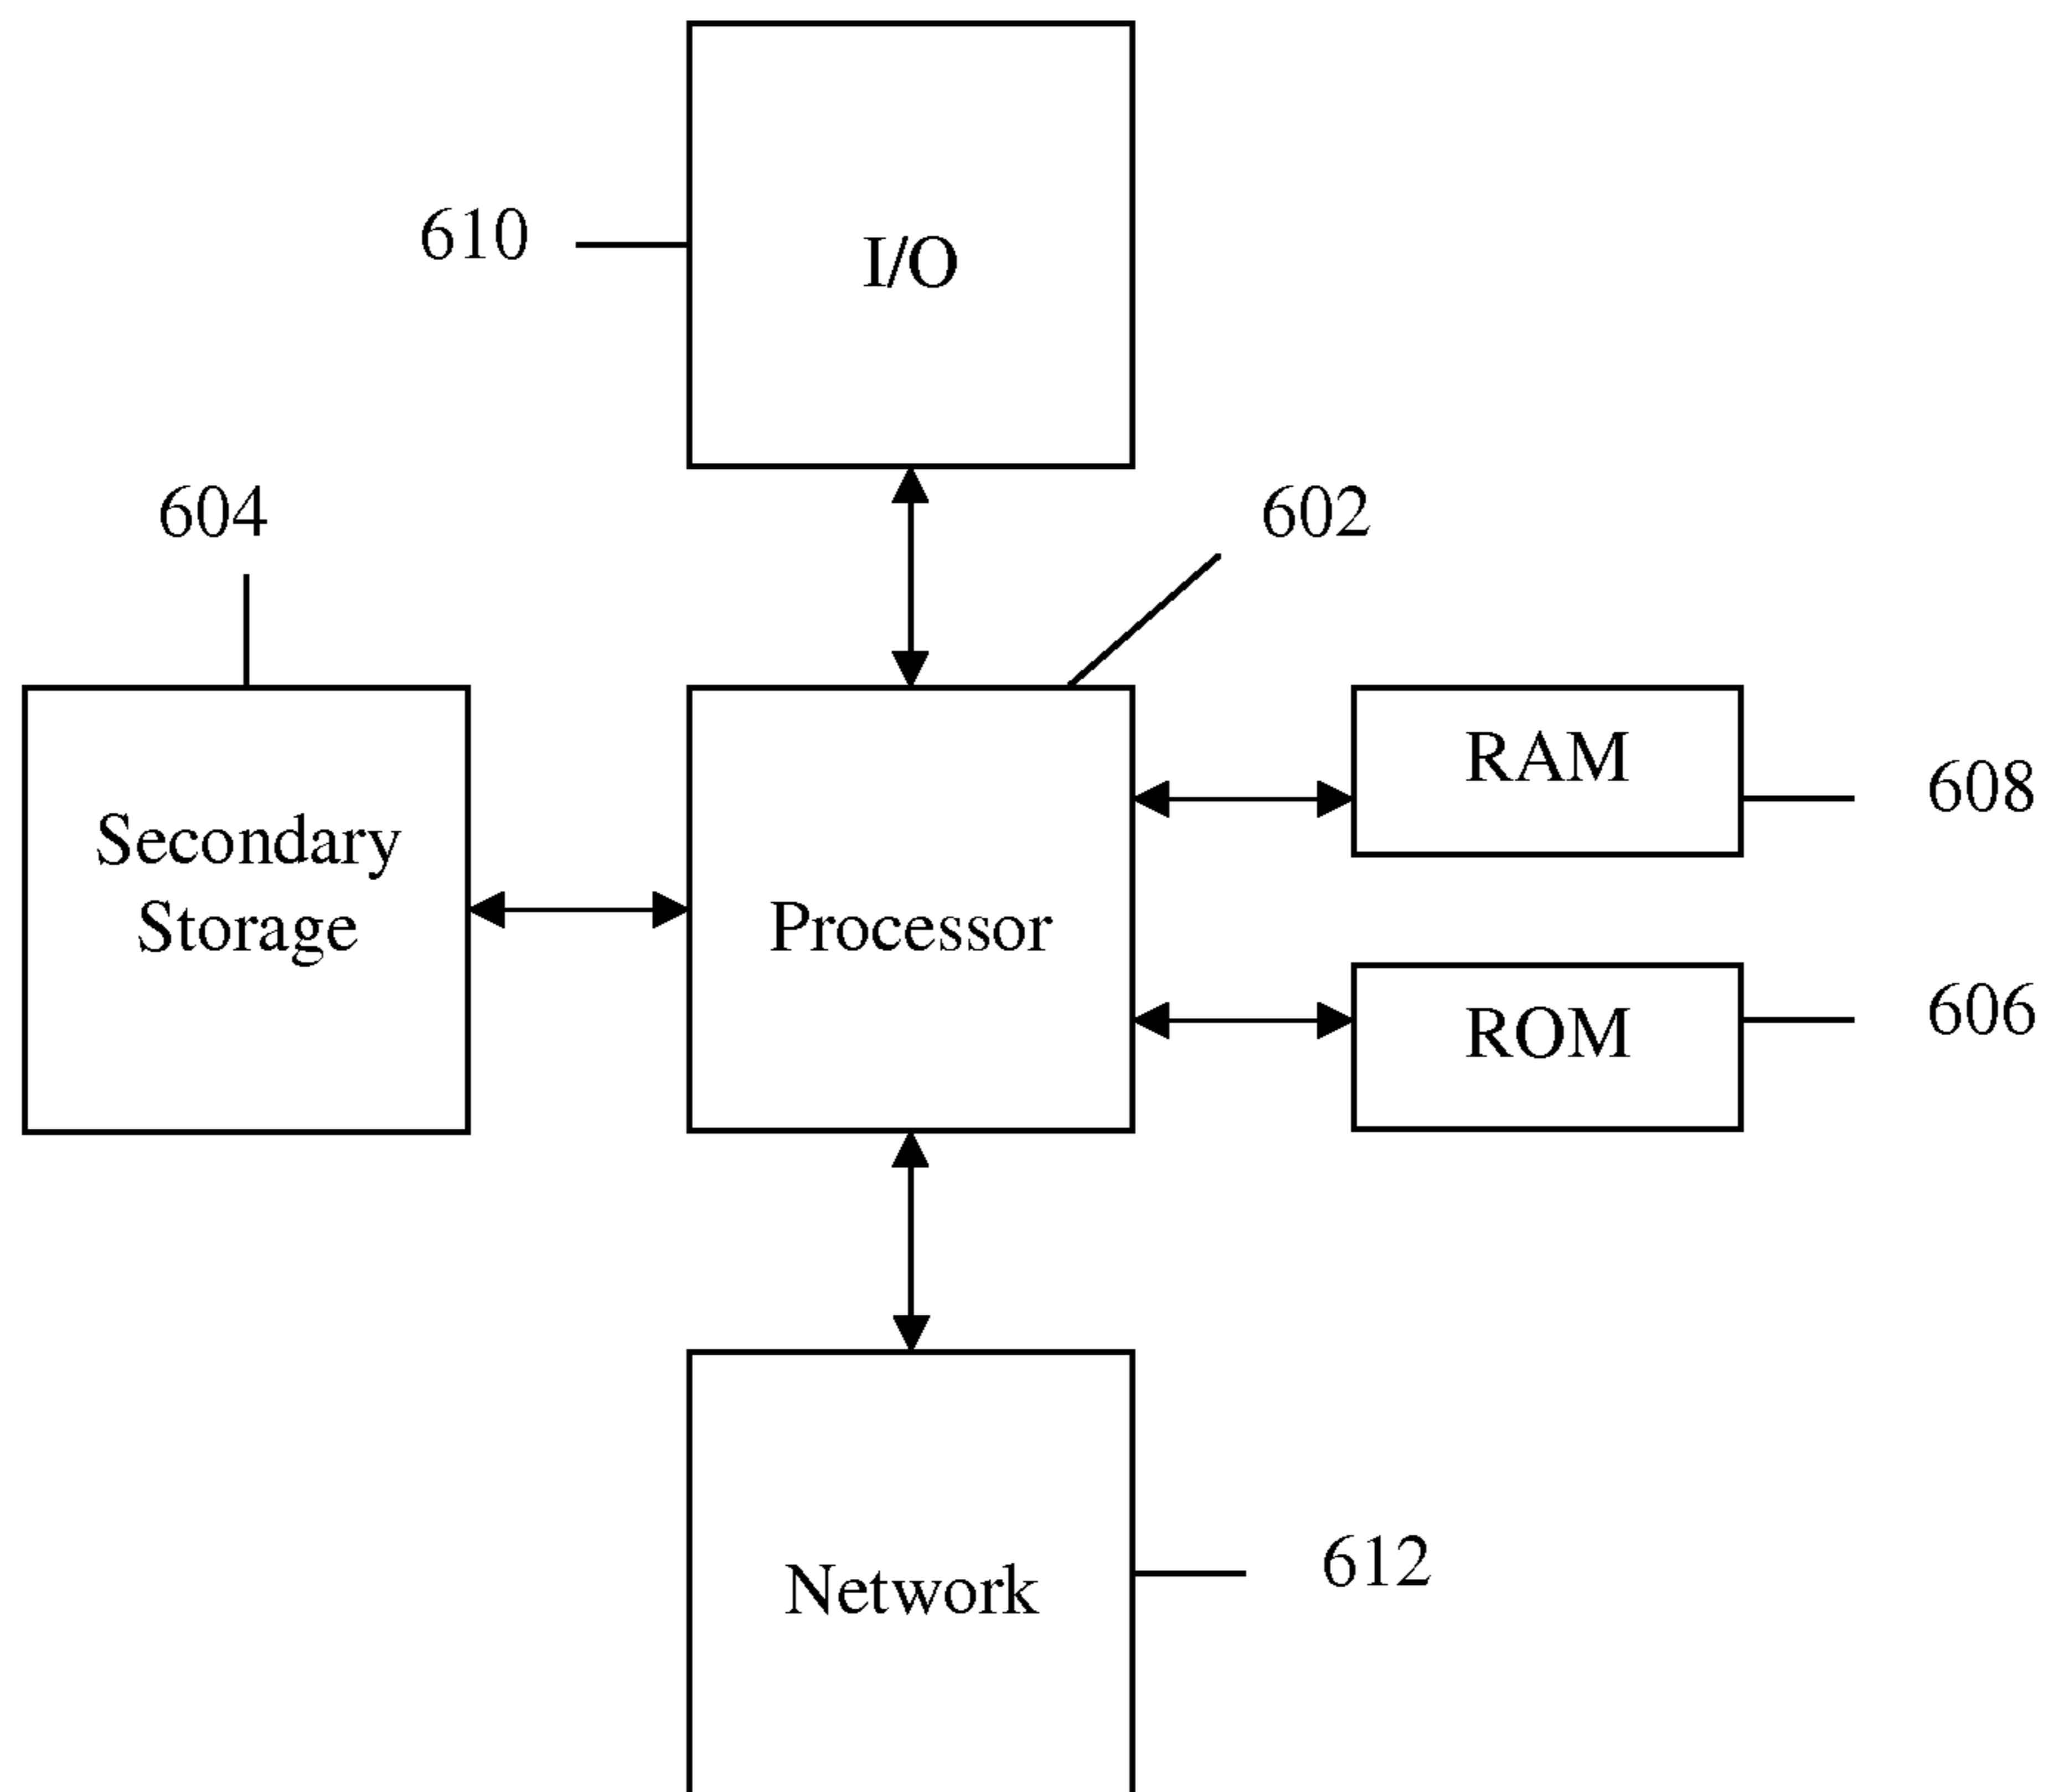 610
I/O
604
602
RAM
608
Secondary
Storage
Processor
606
ROM
Network
612